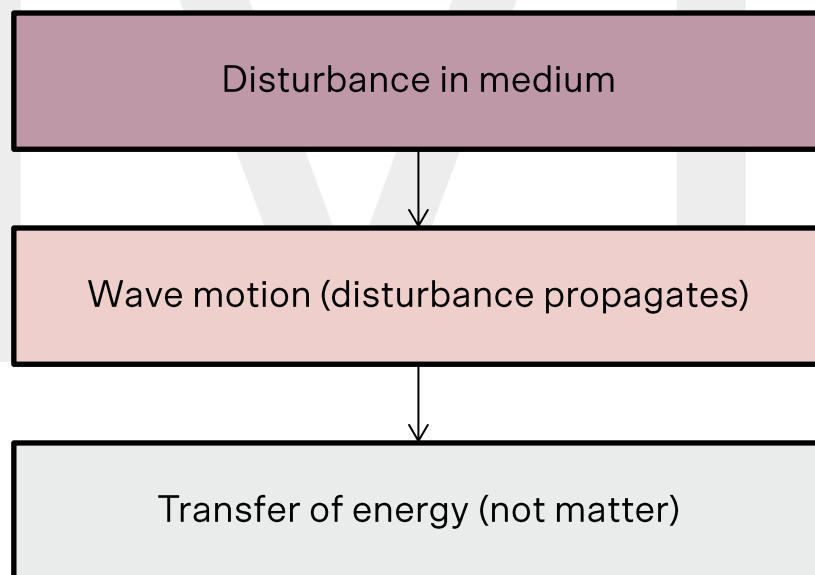 Disturbance in medium
Wave motion (disturbance propagates)
Transfer of energy (not matter)